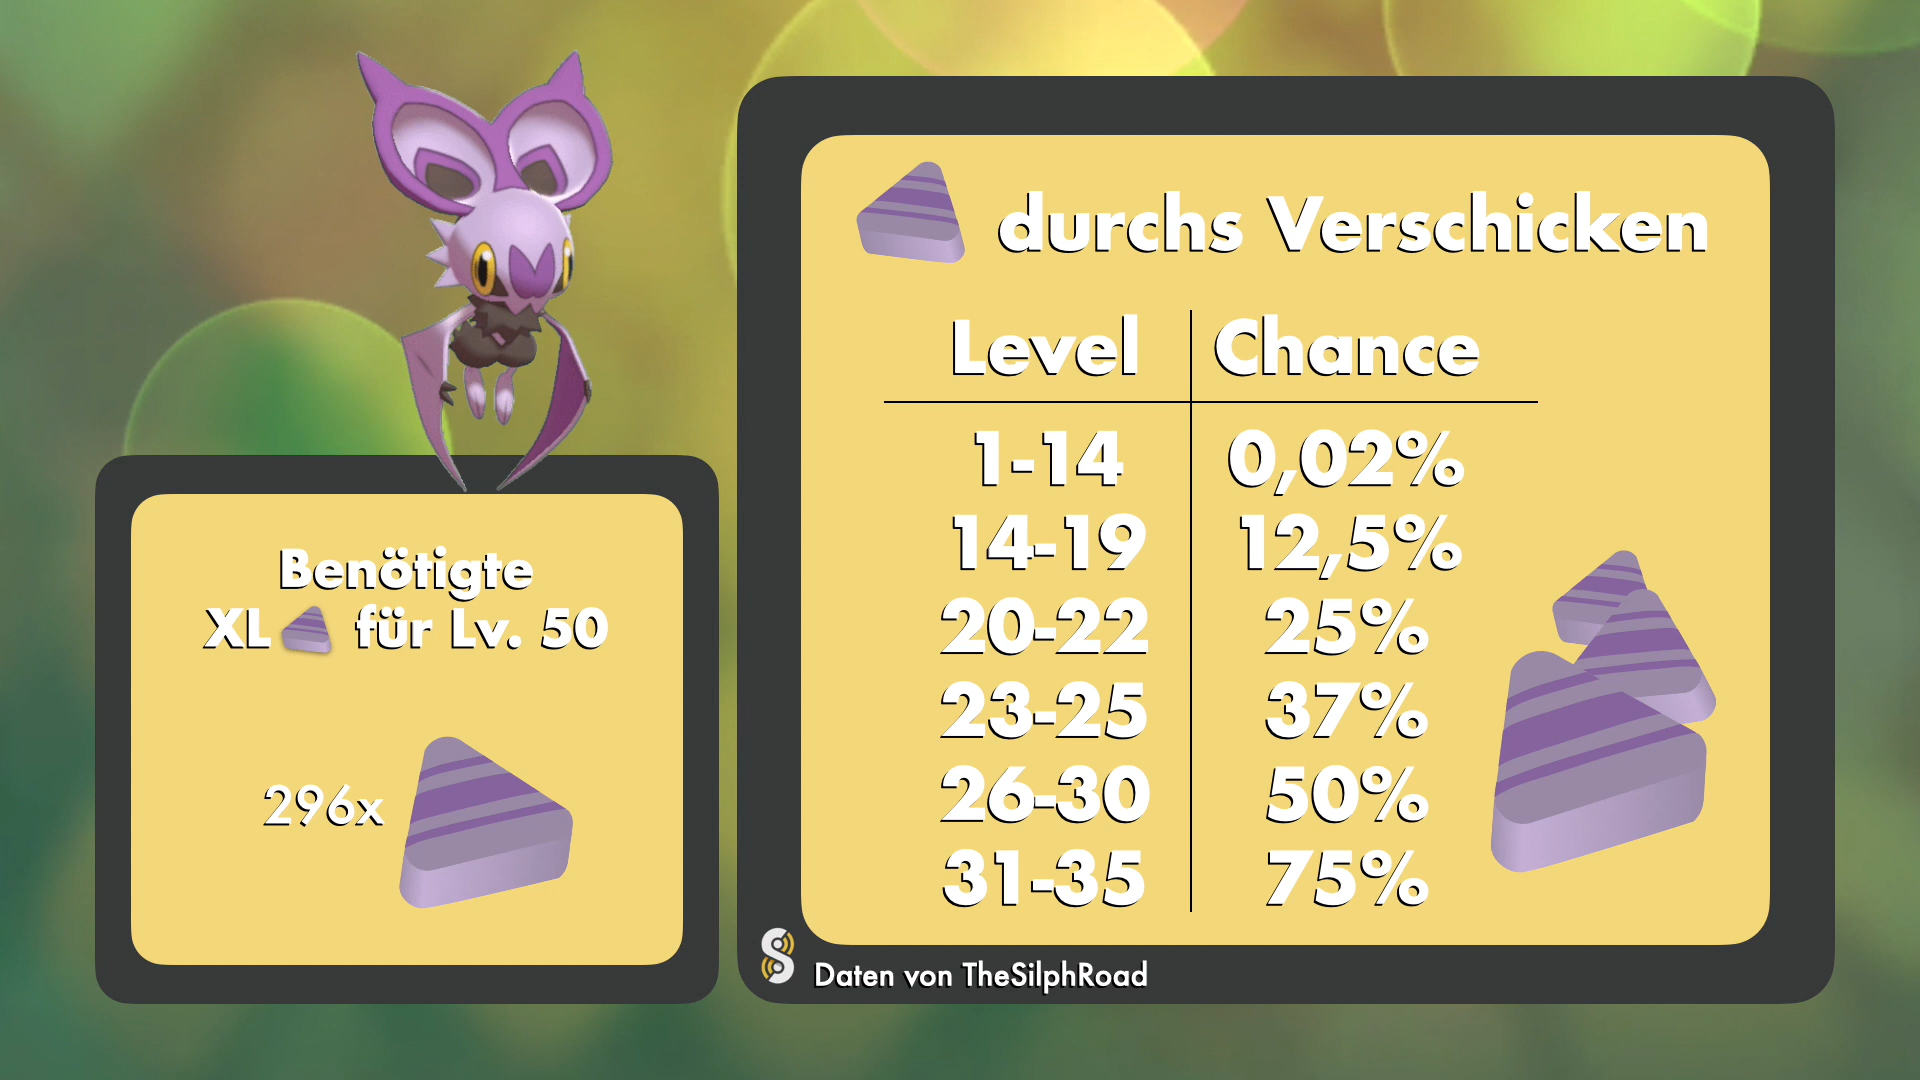 Benötigte
XL für Lv. 50
296x
durchs Verschicken
Level Chance
1-14 0,02%
14-19 12,5%
20-22 25%
23-25 37%
26-30 50%
31-35 75%
Daten von TheSilphRoad